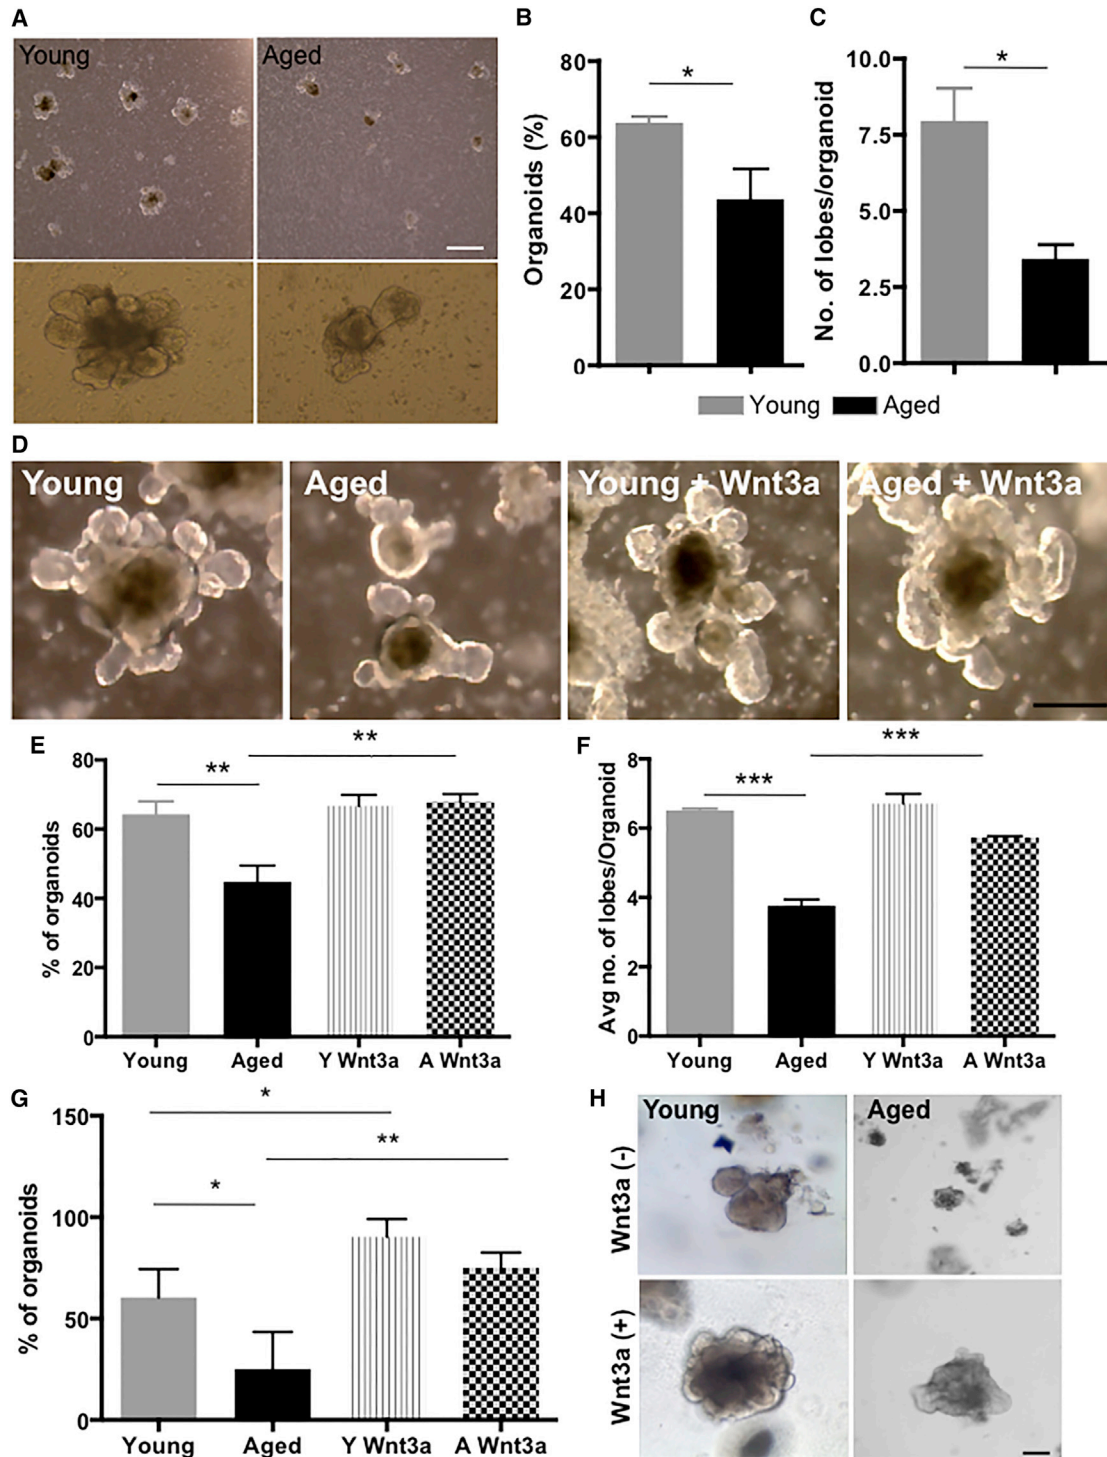 A
Young
Aged
B
Organoids (%)
80
60
40
20
0
*
C
No. of lobes/organoid
10.0
7.5
5.0
2.5
0.0
*
Young
Aged
D
Young
Aged
Young + Wnt3a
Aged + Wnt3a
E
% of organoids
80
60
40
20
0
**
**
Young
Aged
Y Wnt3a
A Wnt3a
F
Avg no. of lobes/Organoid
8
6
4
2
0
***
***
Young
Aged
Y Wnt3a
A Wnt3a
G
% of organoids
150
100
50
0
*
*
**
Young
Aged
Y Wnt3a
A Wnt3a
H
Young
Aged
Wnt3a (-)
Wnt3a (+)